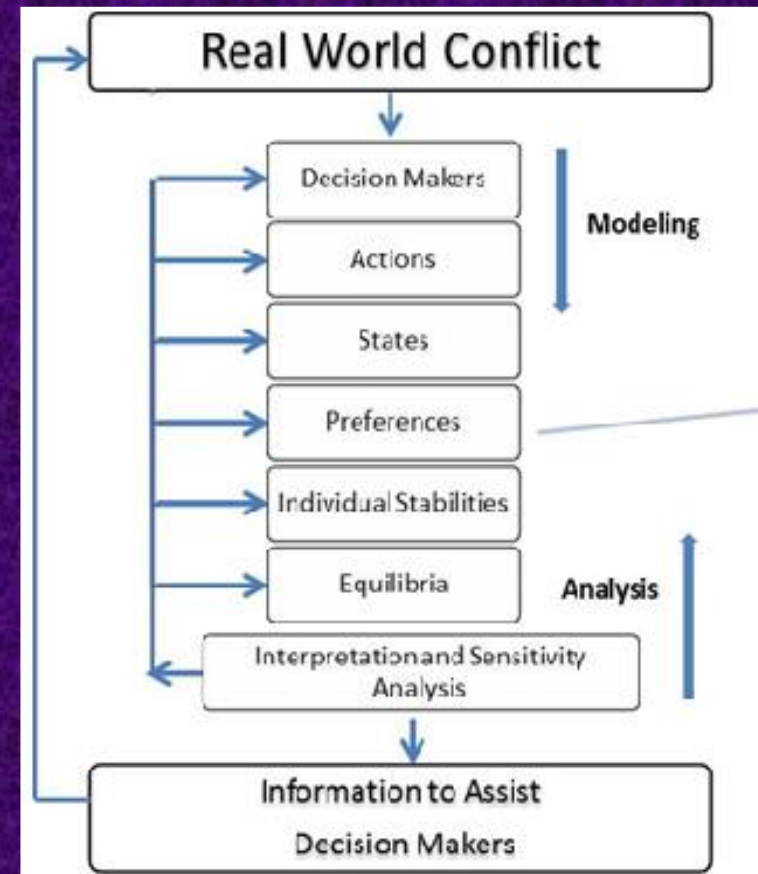 Real World Conflict
Decision Makers
Modeling
Actions
States
Preferences
Individual Stabilities
Equilibria
Analysis
Interpretation and Sensitivity
Analysis
Information to Assist
Decision Makers